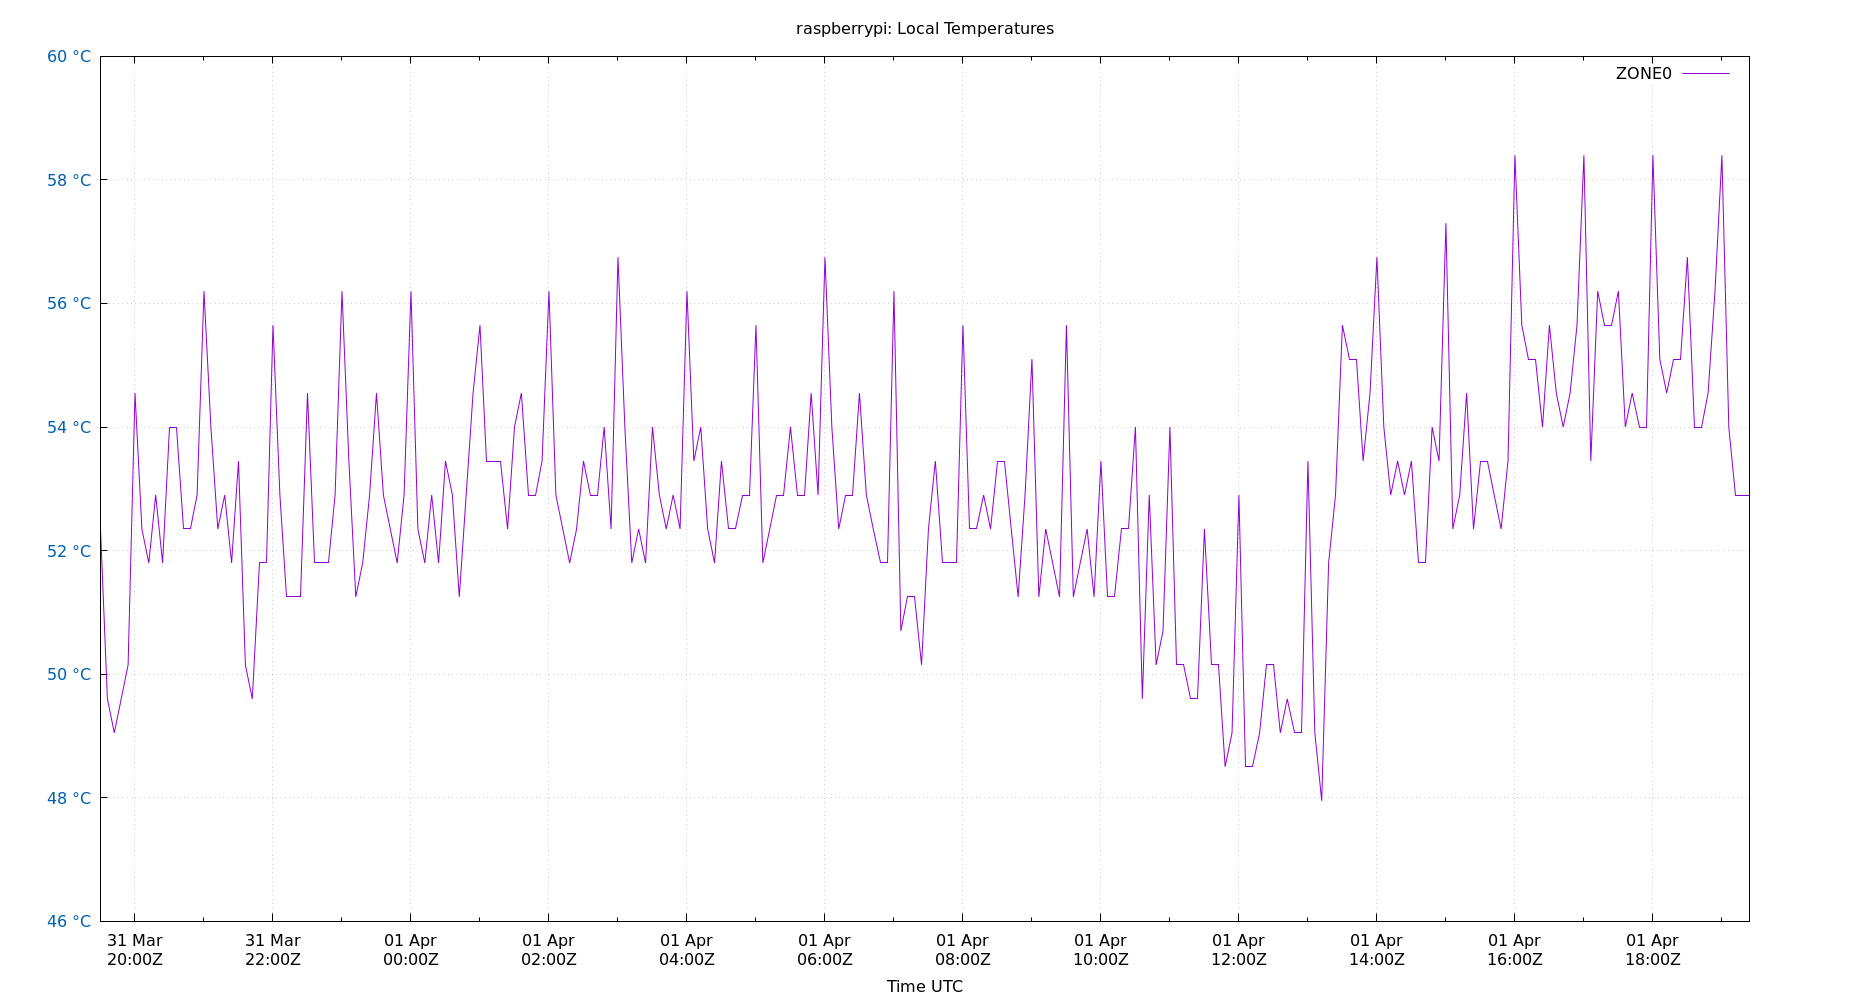 raspberrypi: Local Temperatures
60 °C
ZONE0
58 °C
56 °C
54 °C
52 °C
50 °C
48 °C
46 °C
31 Mar 31 Mar 01 Apr 01 Apr 01 Apr 01 Apr 01 Apr 01 Apr 01 Apr 01 Apr 01 Apr 01 Apr
20:00Z 22:00Z 00:00Z 02:00Z 04:00Z 06:00Z 08:00Z 10:00Z 12:00Z 14:00Z 16:00Z 18:00Z
Time UTC